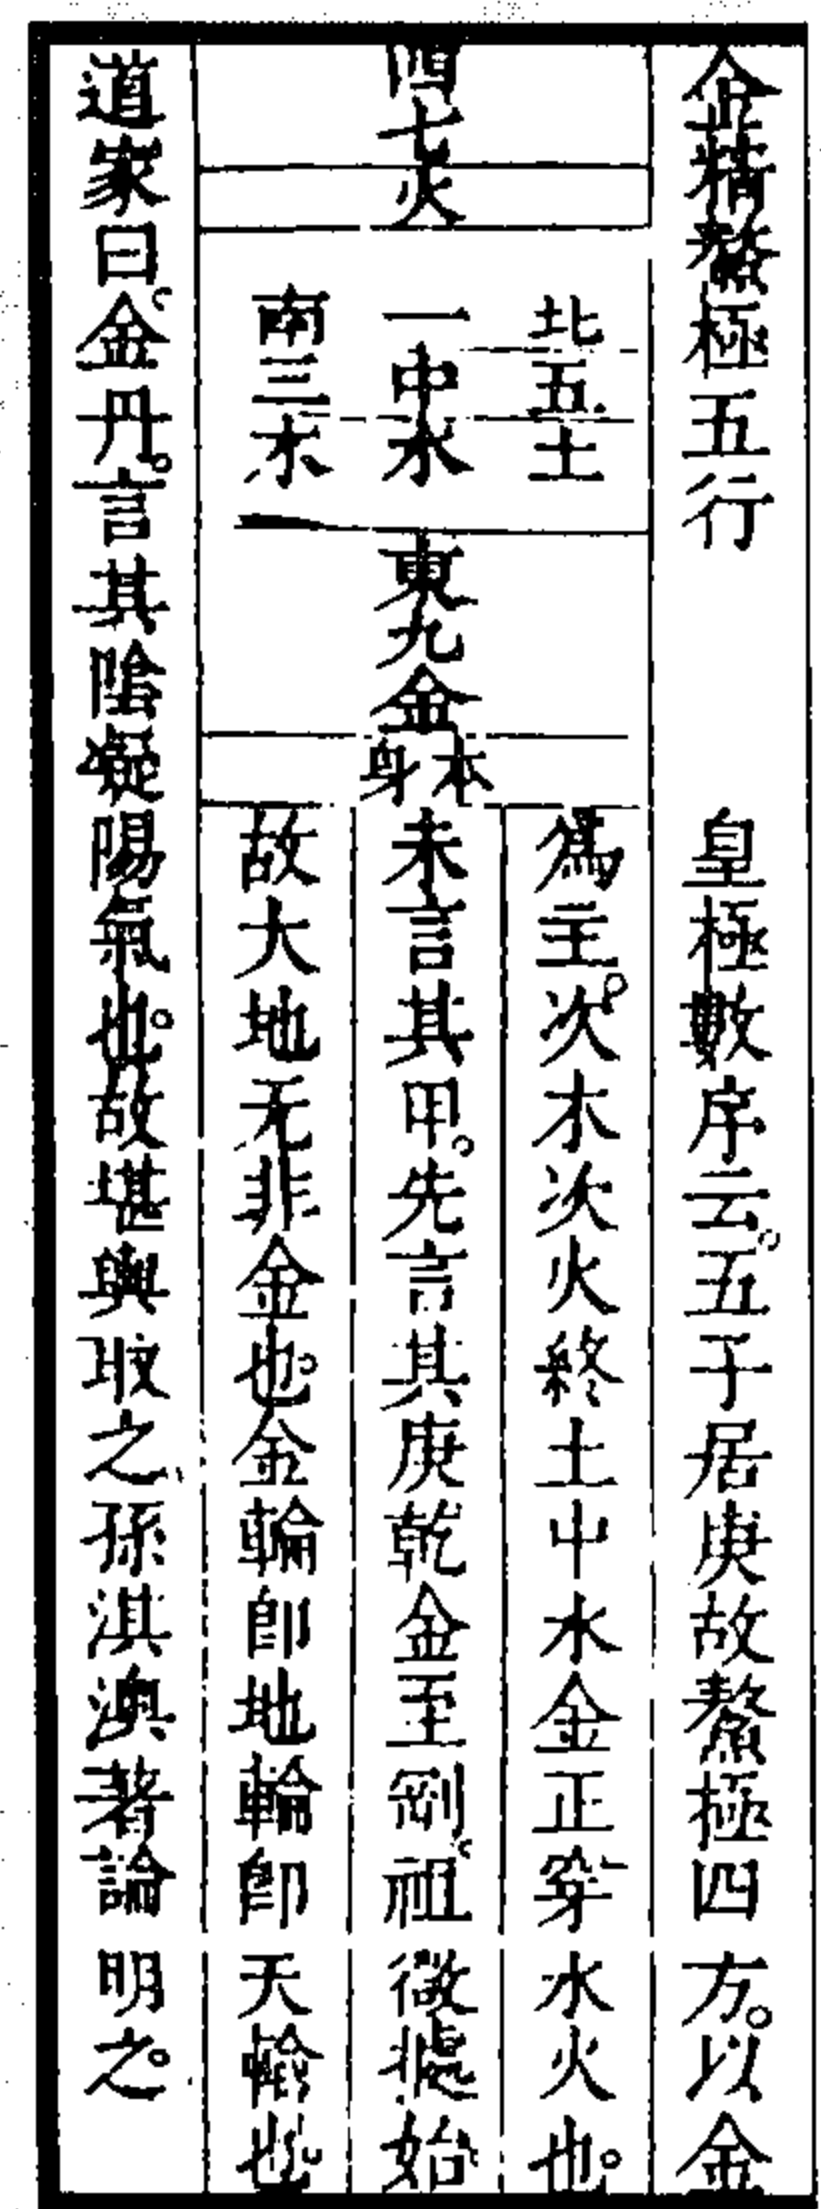 金精鰲極五行
西七火
北五土
一中水
南三木
東九金
本身
皇極數序云。五子居庚故鰲極四方。以金
爲主。次木次火終土中水金正穿水火也。
未言其甲。先言其庚乾金至剛。祖微始
故大地无非金也。金輪卽地輪卽天輪也。
道家曰。金丹。言其陰凝陽氣也。故堪輿取之、孫淇澳著論明之。